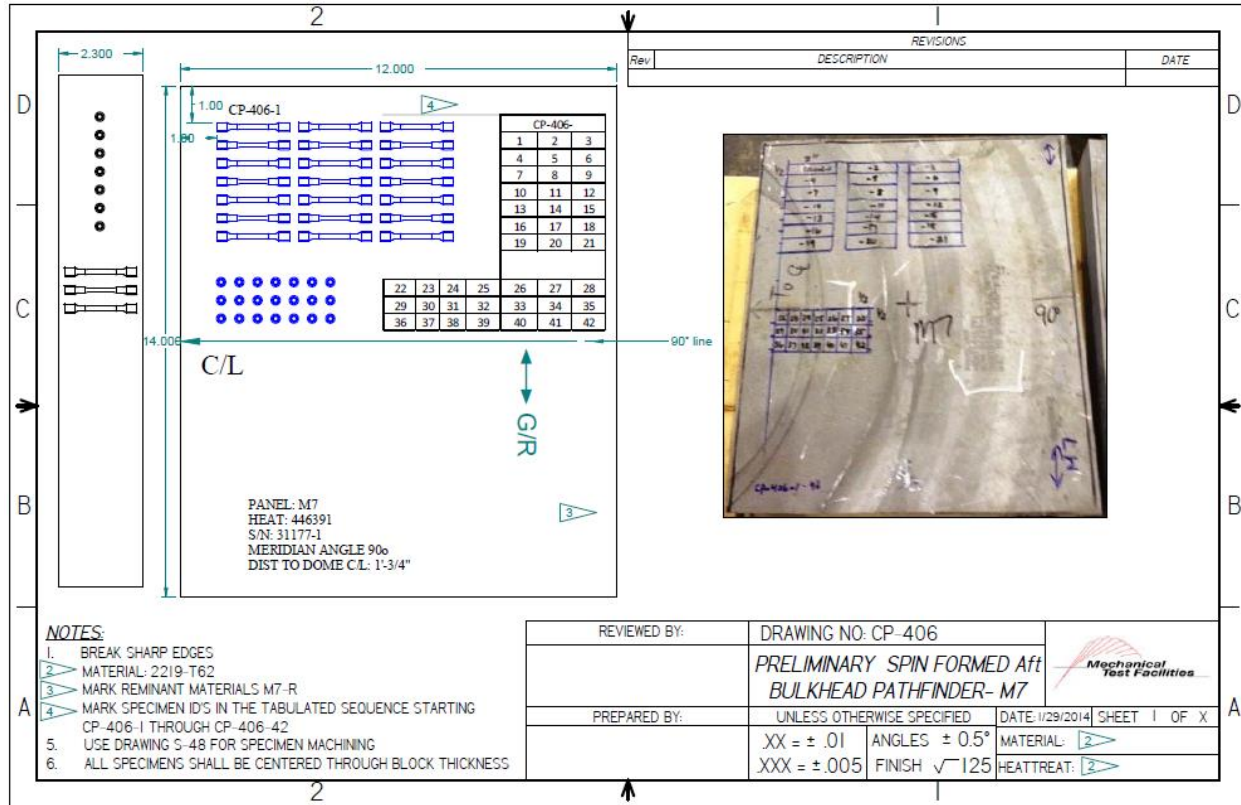 2
1
REVISIONS
Rev DESCRIPTION DATE
D
D
2.300
12.000
1.00
CP-406-1
4
CP-406-
1 2 3
4 5 6
7 8 9
10 11 12
13 14 15
16 17 18
19 20 21
22 23 24 25 26 27 28
29 30 31 32 33 34 35
36 37 38 39 40 41 42
C
C
14.000
90° line
C/L
G/R
M7
90°
M7
B
B
PANEL: M7
HEAT: 446391
S/N: 31177-1
MERIDIAN ANGLE 90o
DIST TO DOME C/L: 1'-3/4"
3
NOTES:
1. BREAK SHARP EDGES
2 MATERIAL: 2219-T62
3 MARK REMINANT MATERIALS M7-R
4 MARK SPECIMEN ID'S IN THE TABULATED SEQUENCE STARTING
CP-406-1 THROUGH CP-406-42
5. USE DRAWING S-48 FOR SPECIMEN MACHINING
6. ALL SPECIMENS SHALL BE CENTERED THROUGH BLOCK THICKNESS
A
A
REVIEWED BY:
PREPARED BY:
DRAWING NO: CP-406
PRELIMINARY SPIN FORMED Aft
BULKHEAD PATHFINDER- M7
Mechanical
Test Facilities
UNLESS OTHERWISE SPECIFIED
DATE: 1/29/2014 SHEET 1 OF X
.XX = ± .01 ANGLES ± 0.5° MATERIAL: 2
.XXX = ±.005 FINISH √125 HEATTREAT: 2
2
1